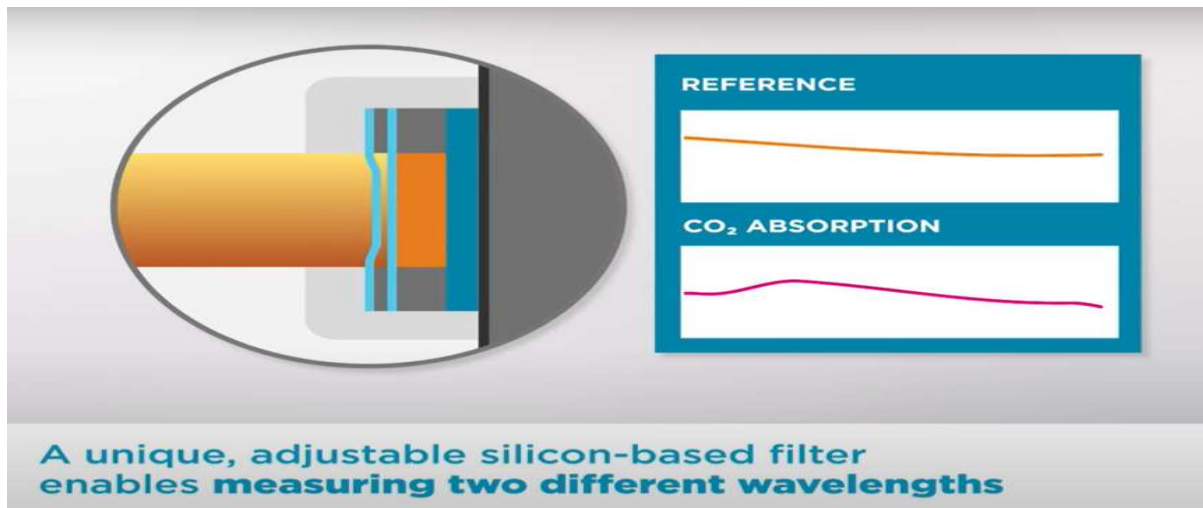 REFERENCE
CO₂ ABSORPTION
A unique, adjustable silicon-based filter
enables measuring two different wavelengths